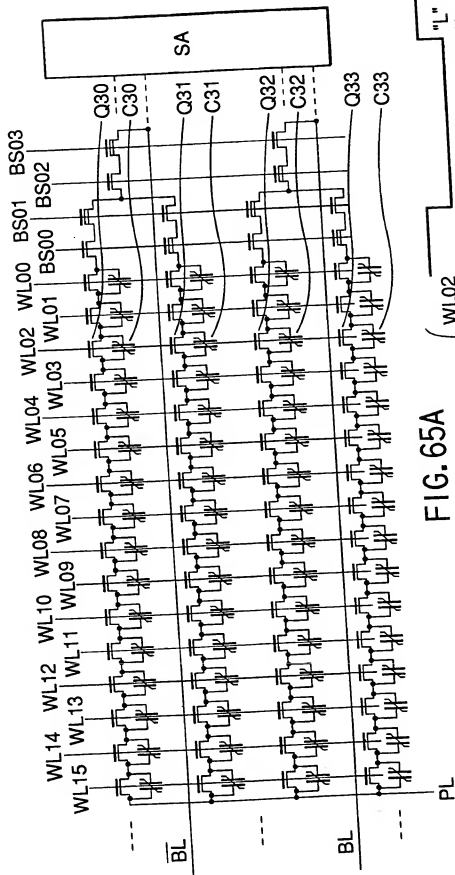 SA
Q30
C30
Q31
C31
Q32
C32
Q33
C33
BS03
BS02
BS01
BS00
WL00
WL01
WL02
WL03
WL04
WL05
WL06
WL07
WL08
WL09
WL10
WL11
WL12
WL13
WL14
WL15
BL
BL
PL
FIG. 65A
WL02
"L"